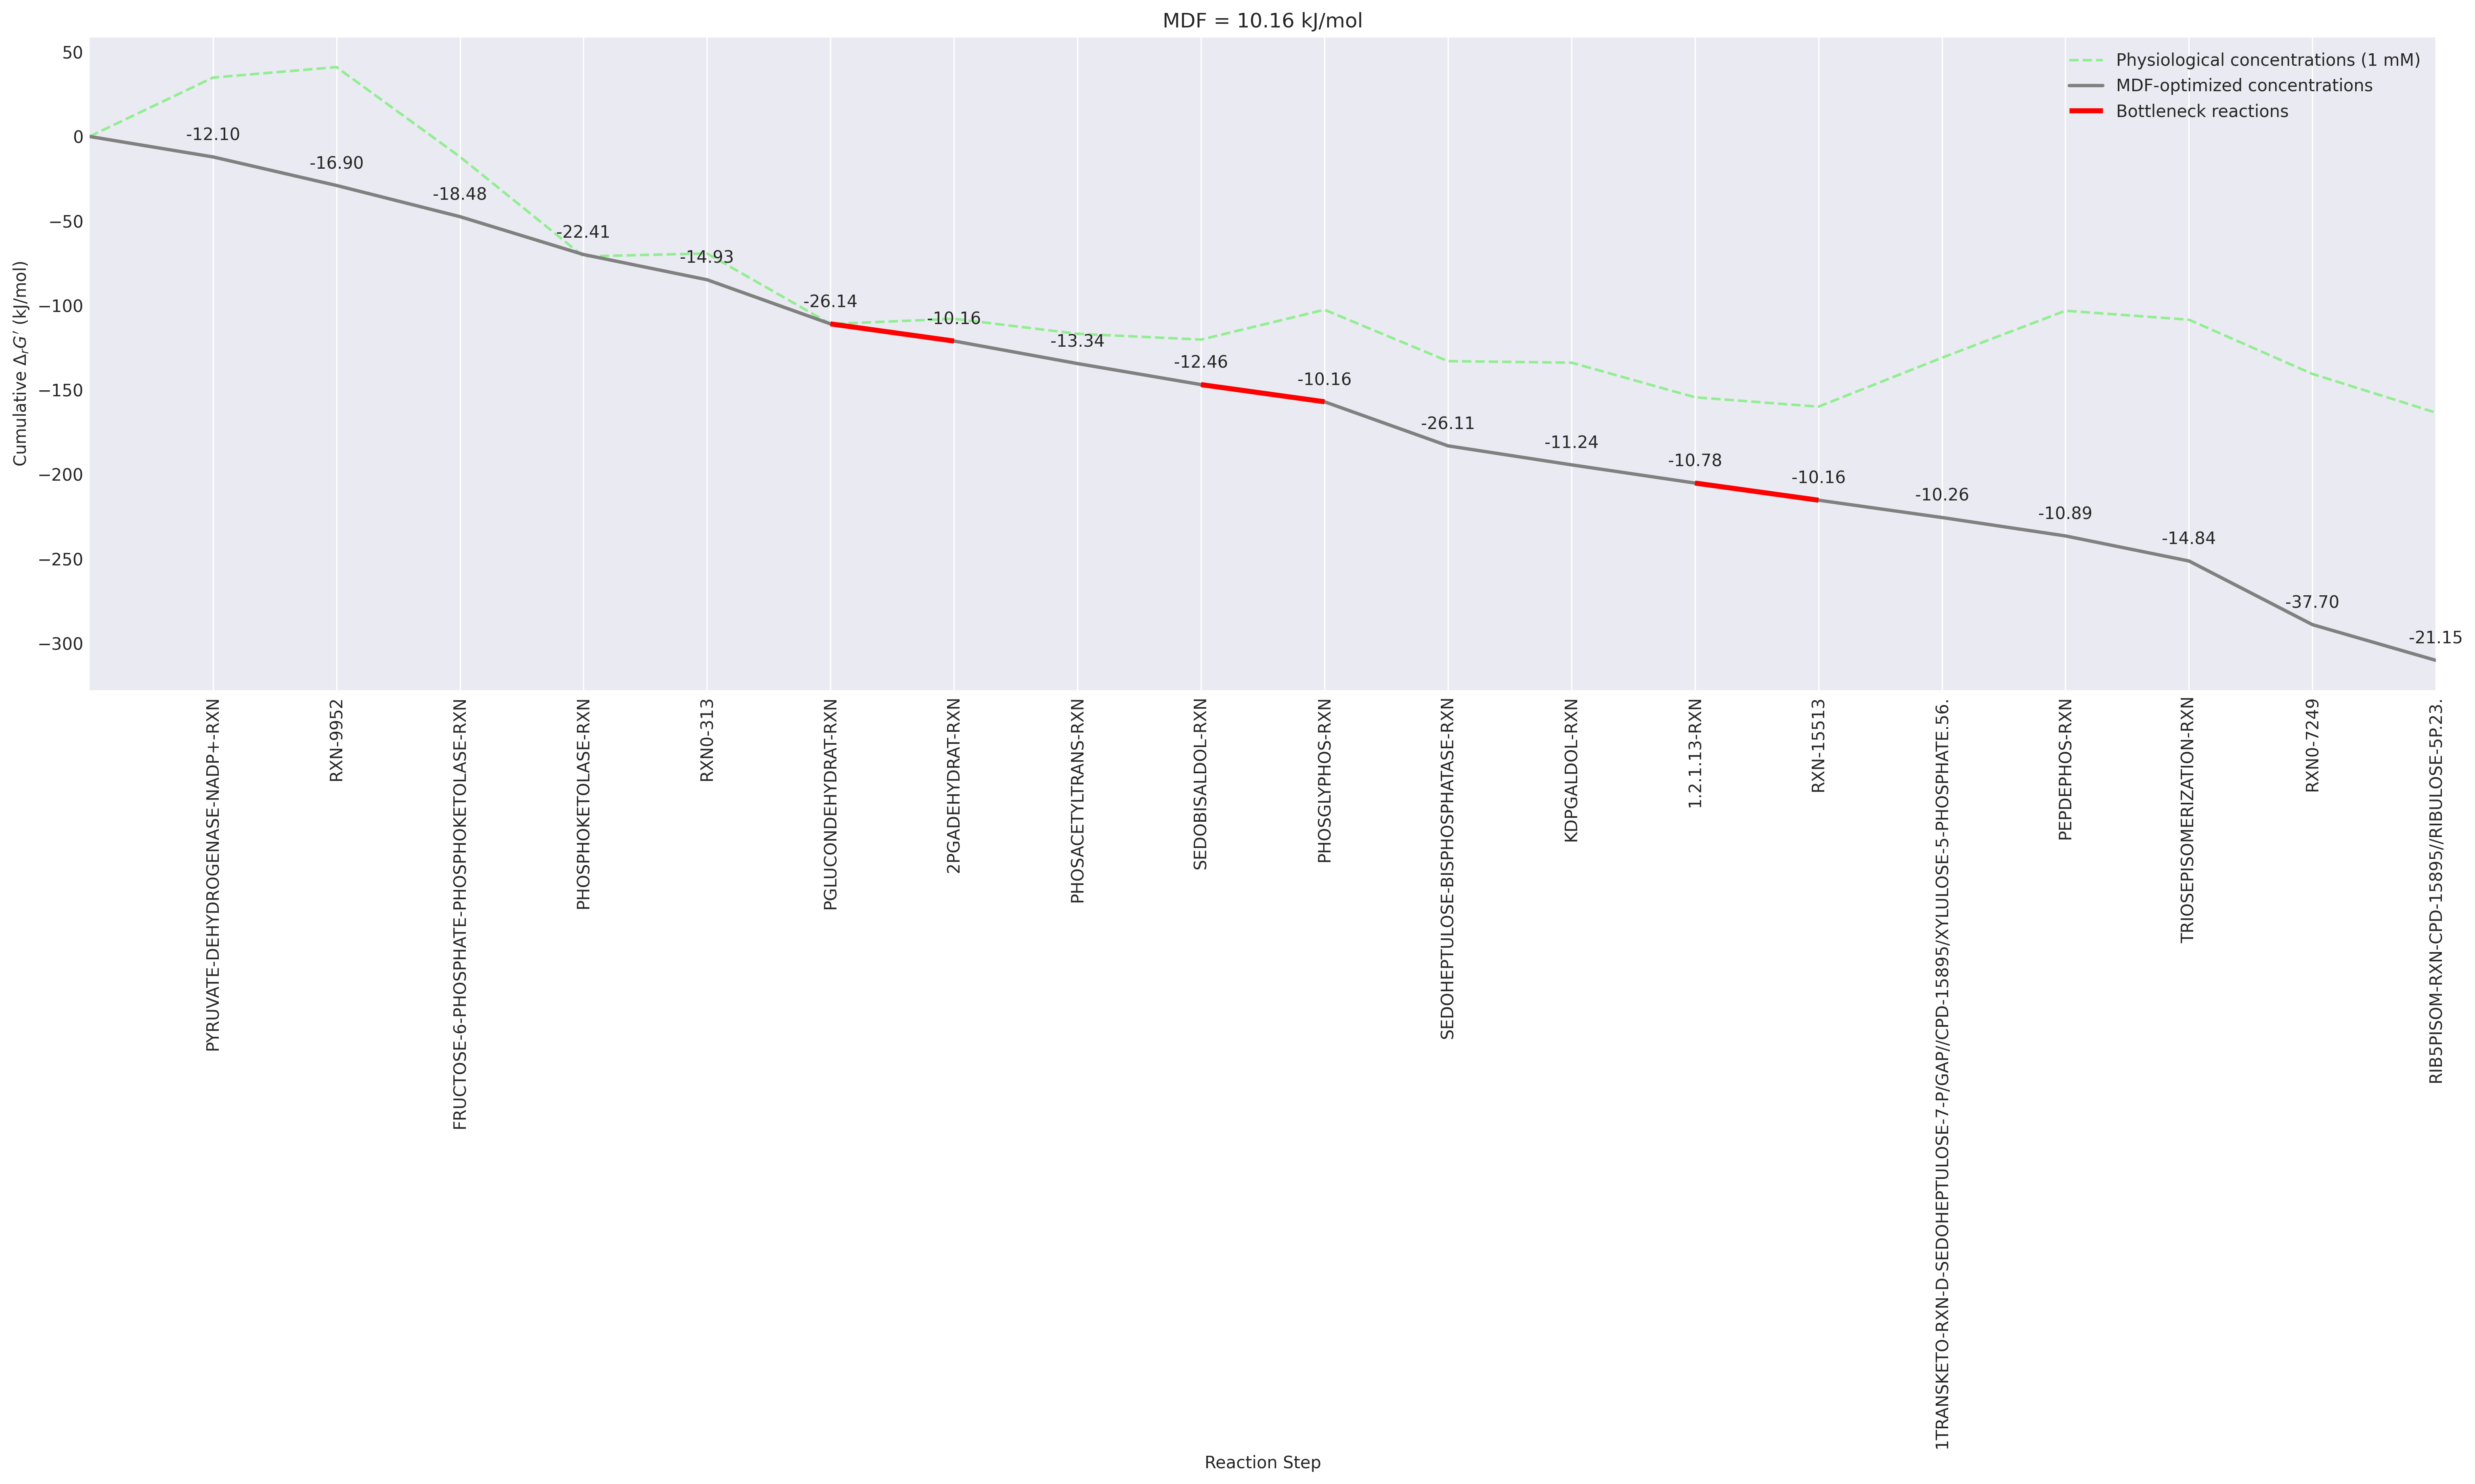 MDF = 10.16 kJ/mol
Physiological concentrations (1 mM)
MDF-optimized concentrations
Bottleneck reactions
Cumulative ΔrG′ (kJ/mol)
50
0
−50
−100
−150
−200
−250
−300
-12.10
-16.90
-18.48
-22.41
-14.93
-26.14
-10.16
-13.34
-12.46
-10.16
-26.11
-11.24
-10.78
-10.16
-10.26
-10.89
-14.84
-37.70
-21.15
PYRUVATE-DEHYDROGENASE-NADP+-RXN
RXN-9952
FRUCTOSE-6-PHOSPHATE-PHOSPHOKETOLASE-RXN
PHOSPHOKETOLASE-RXN
RXN0-313
PGLUCONDEHYDRAT-RXN
2PGADEHYDRAT-RXN
PHOSACETYLTRANS-RXN
SEDOBISALDOL-RXN
PHOSGLYPHOS-RXN
SEDOHEPTULOSE-BISPHOSPHATASE-RXN
KDPGALDOL-RXN
1.2.1.13-RXN
RXN-15513
1TRANSKETO-RXN-D-SEDOHEPTULOSE-7-P/GAP//CPD-15895/XYLULOSE-5-PHOSPHATE.56.
PEPDEPHOS-RXN
TRIOSEPISOMERIZATION-RXN
RXN0-7249
RIB5PISOM-RXN-CPD-15895//RIBULOSE-5P.23.
Reaction Step